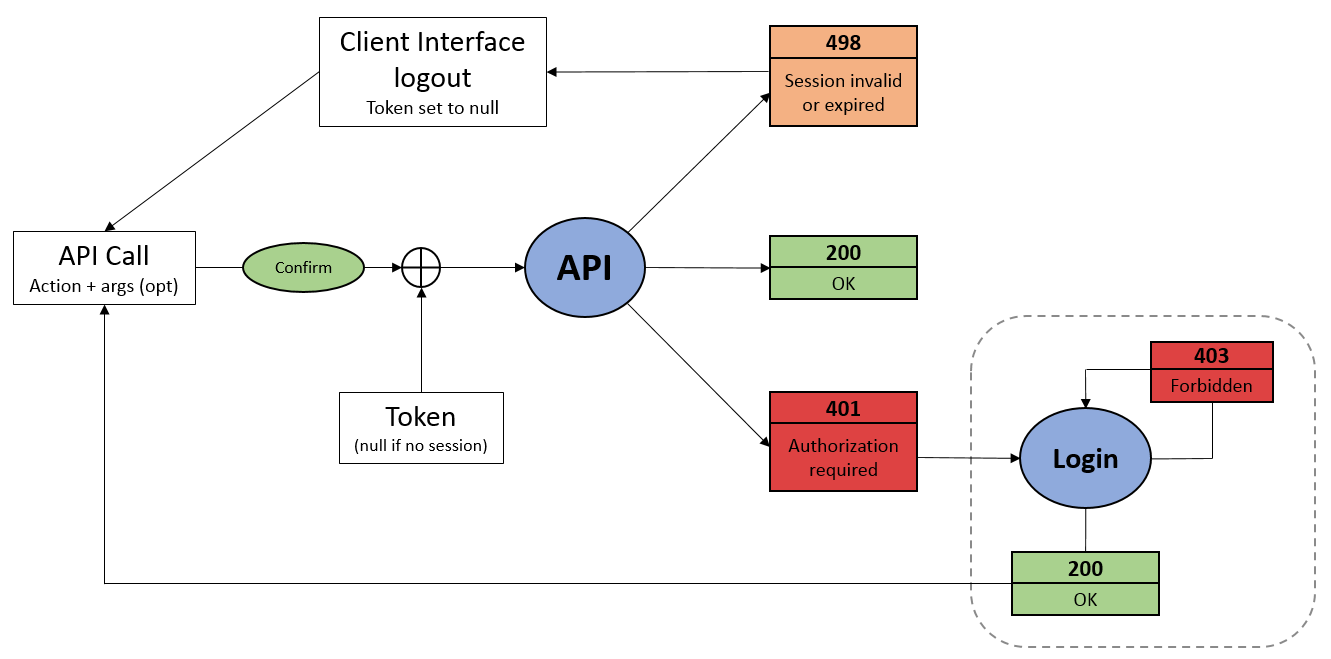 Client Interface
logout
Token set to null
498
Session invalid
or expired
API Call
Action + args (opt)
Confirm
API
200
OK
Token
(null if no session)
401
Authorization
required
403
Forbidden
Login
200
OK